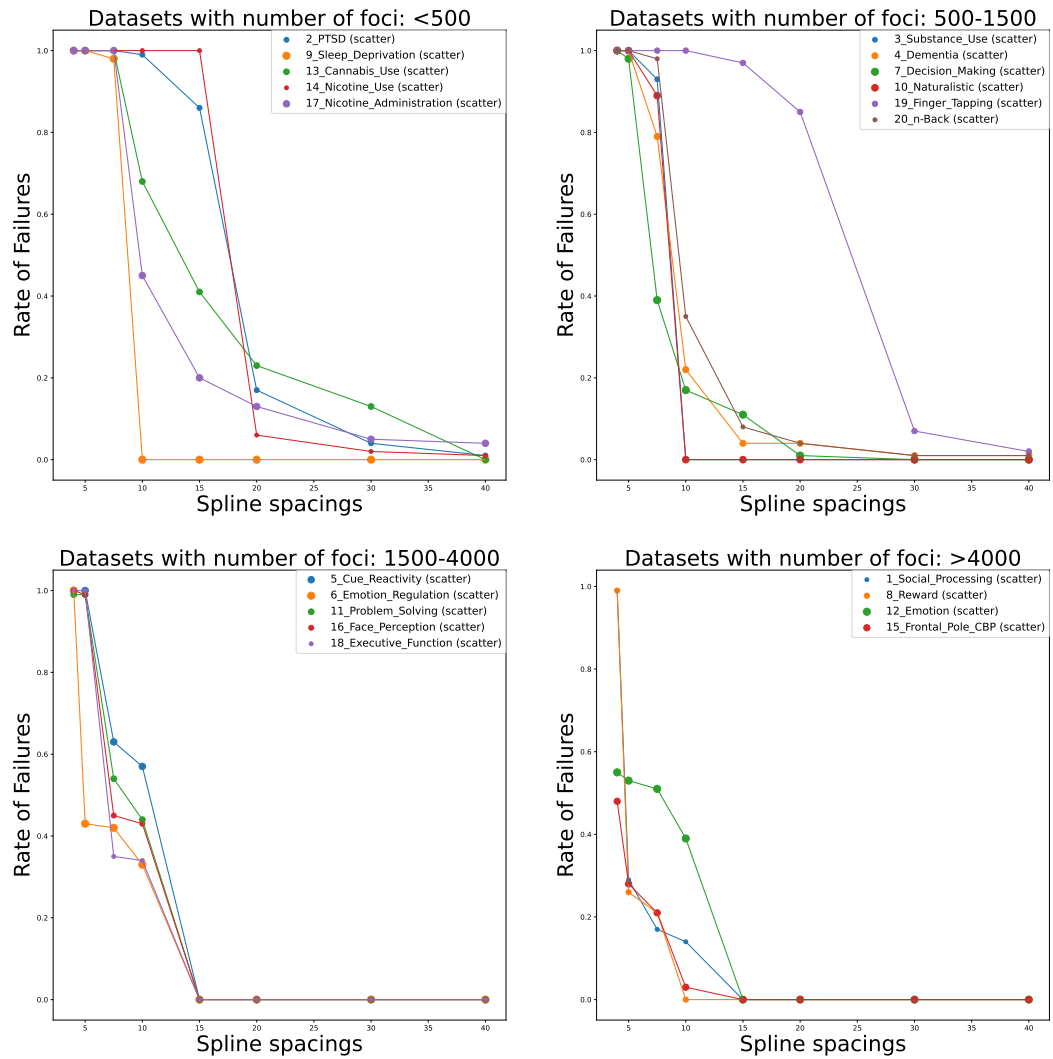 Datasets with number of foci: <500
2_PTSD (scatter)
9_Sleep_Deprivation (scatter)
13_Cannabis_Use (scatter)
14_Nicotine_Use (scatter)
17_Nicotine_Administration (scatter)
Rate of Failures
1.0
0.8
0.6
0.4
0.2
0.0
5 10 15 20 25 30 35 40
Spline spacings
Datasets with number of foci: 500-1500
3_Substance_Use (scatter)
4_Dementia (scatter)
7_Decision_Making (scatter)
10_Naturalistic (scatter)
19_Finger_Tapping (scatter)
20_n-Back (scatter)
Rate of Failures
1.0
0.8
0.6
0.4
0.2
0.0
5 10 15 20 25 30 35 40
Spline spacings
Datasets with number of foci: 1500-4000
5_Cue_Reactivity (scatter)
6_Emotion_Regulation (scatter)
11_Problem_Solving (scatter)
16_Face_Perception (scatter)
18_Executive_Function (scatter)
Rate of Failures
1.0
0.8
0.6
0.4
0.2
0.0
5 10 15 20 25 30 35 40
Spline spacings
Datasets with number of foci: >4000
1_Social_Processing (scatter)
8_Reward (scatter)
12_Emotion (scatter)
15_Frontal_Pole_CBP (scatter)
Rate of Failures
1.0
0.8
0.6
0.4
0.2
0.0
5 10 15 20 25 30 35 40
Spline spacings